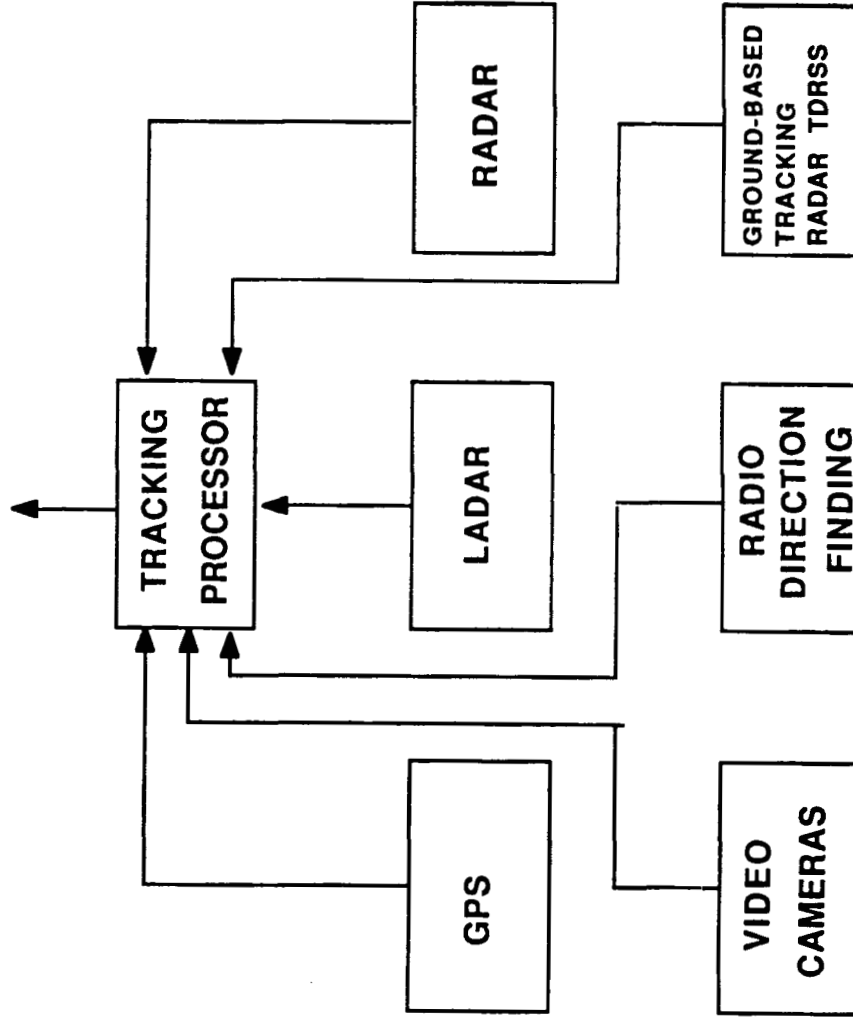 TRACKING
PROCESSOR
GPS
LADAR
RADAR
VIDEO
CAMERAS
RADIO
DIRECTION
FINDING
GROUND-BASED
TRACKING
RADAR TDRSS